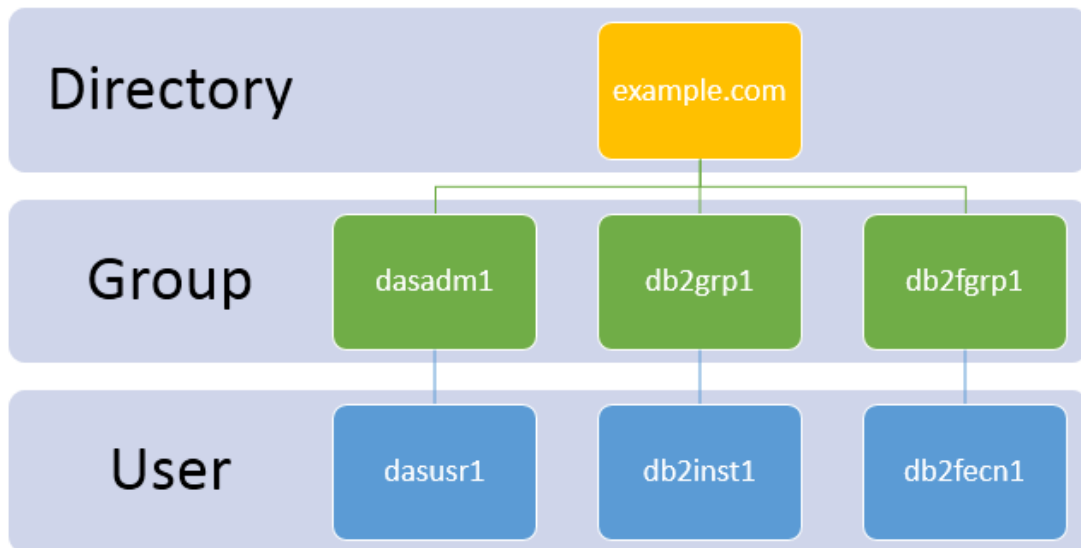 Directory
example.com
Group
dasadm1
db2grp1
db2fgrp1
User
dasusr1
db2inst1
db2fecn1